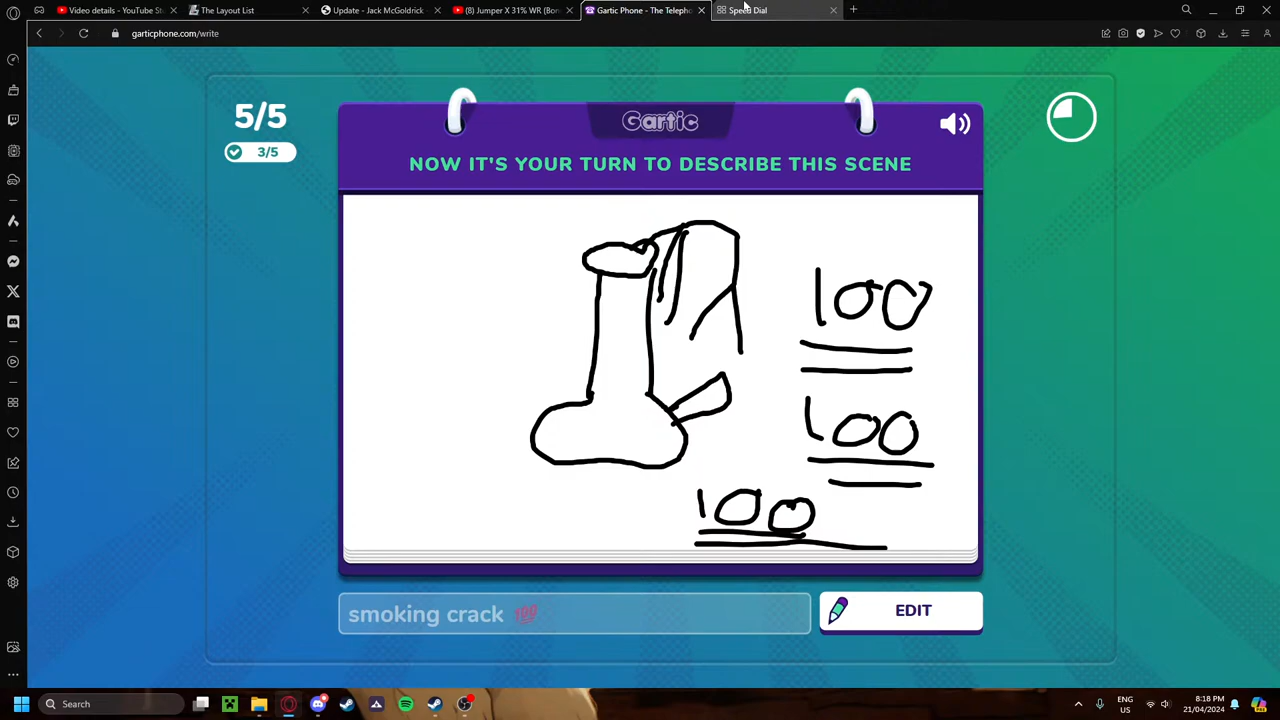 Video details - YouTube St
The Layout List
Update - Jack McGoldrick
(8) Jumper X 31% WR (Bon
Gartic Phone - The Teleph
Speed Dial
garticphone.com/write
5/5
3/5
Gartic
NOW IT'S YOUR TURN TO DESCRIBE THIS SCENE
100
100
100
smoking crack 💯
EDIT
Search
ENG
US
8:18 PM
21/04/2024